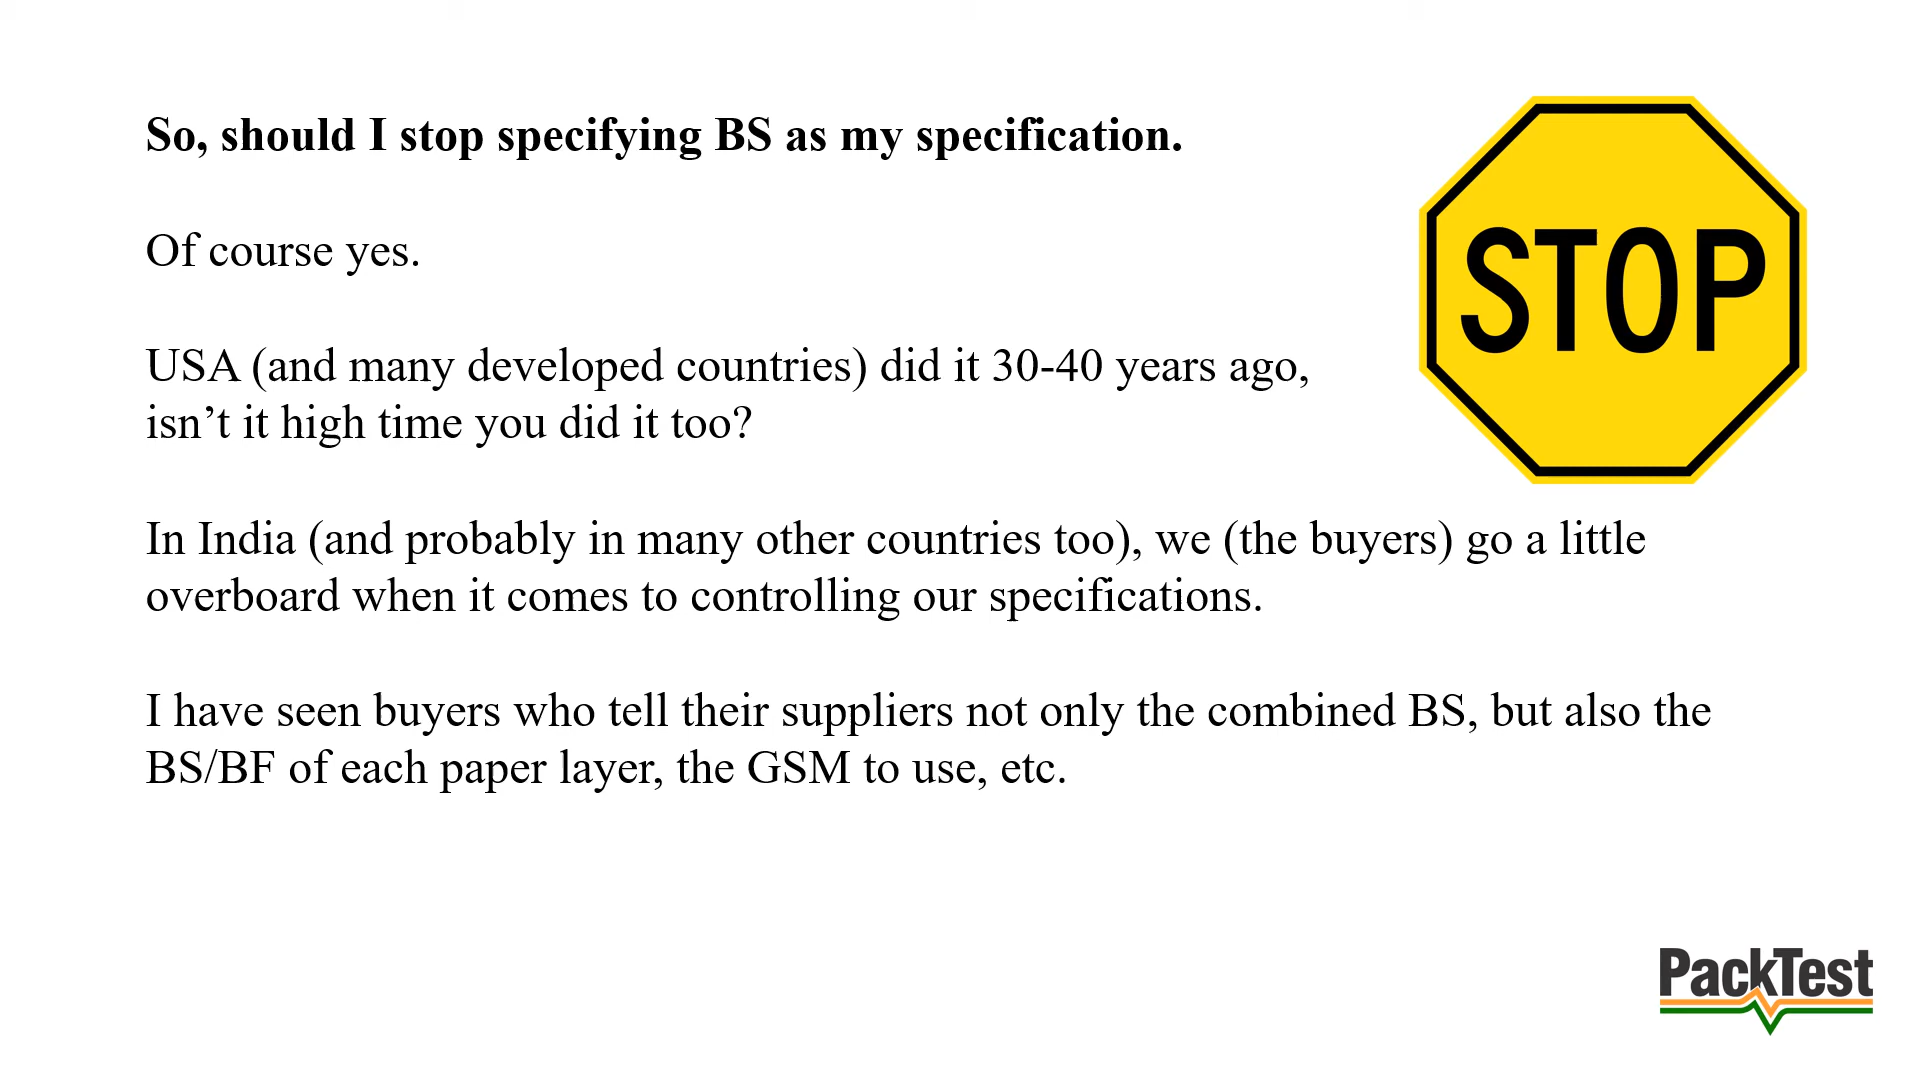 So, should I stop specifying BS as my specification.
Of course yes.
USA (and many developed countries) did it 30-40 years ago,
isn’t it high time you did it too?
STOP
In India (and probably in many other countries too), we (the buyers) go a little
overboard when it comes to controlling our specifications.
I have seen buyers who tell their suppliers not only the combined BS, but also the
BS/BF of each paper layer, the GSM to use, etc.
PackTest